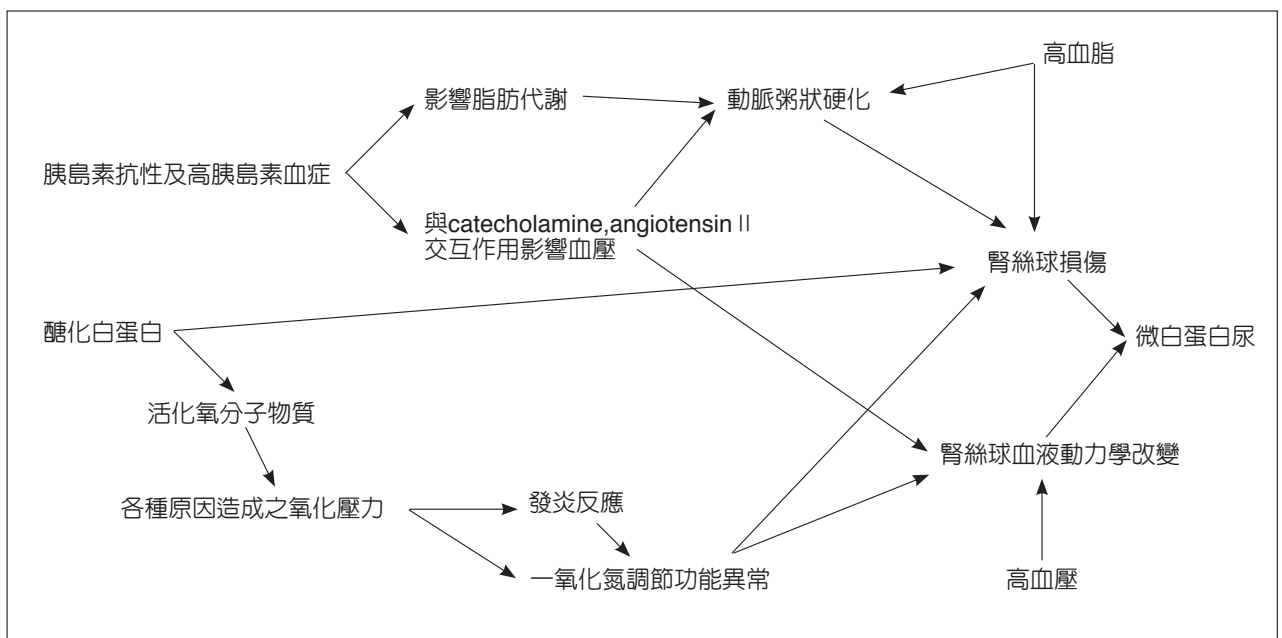 高血脂
影響脂肪代謝
動脈粥狀硬化
胰島素抗性及高胰島素血症
與catecholamine,angiotensinⅡ
交互作用影響血壓
腎絲球損傷
醣化白蛋白
微白蛋白尿
活化氧分子物質
腎絲球血液動力學改變
各種原因造成之氧化壓力
發炎反應
一氧化氮調節功能異常
高血壓